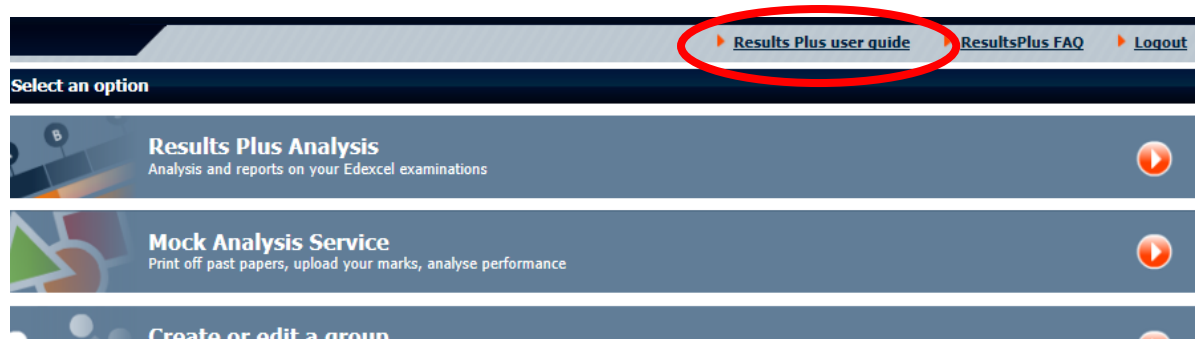 Results Plus user guide ResultsPlus FAQ Logout
Select an option
B
Results Plus Analysis
Analysis and reports on your Edexcel examinations
Mock Analysis Service
Print off past papers, upload your marks, analyse performance
Create or edit a group